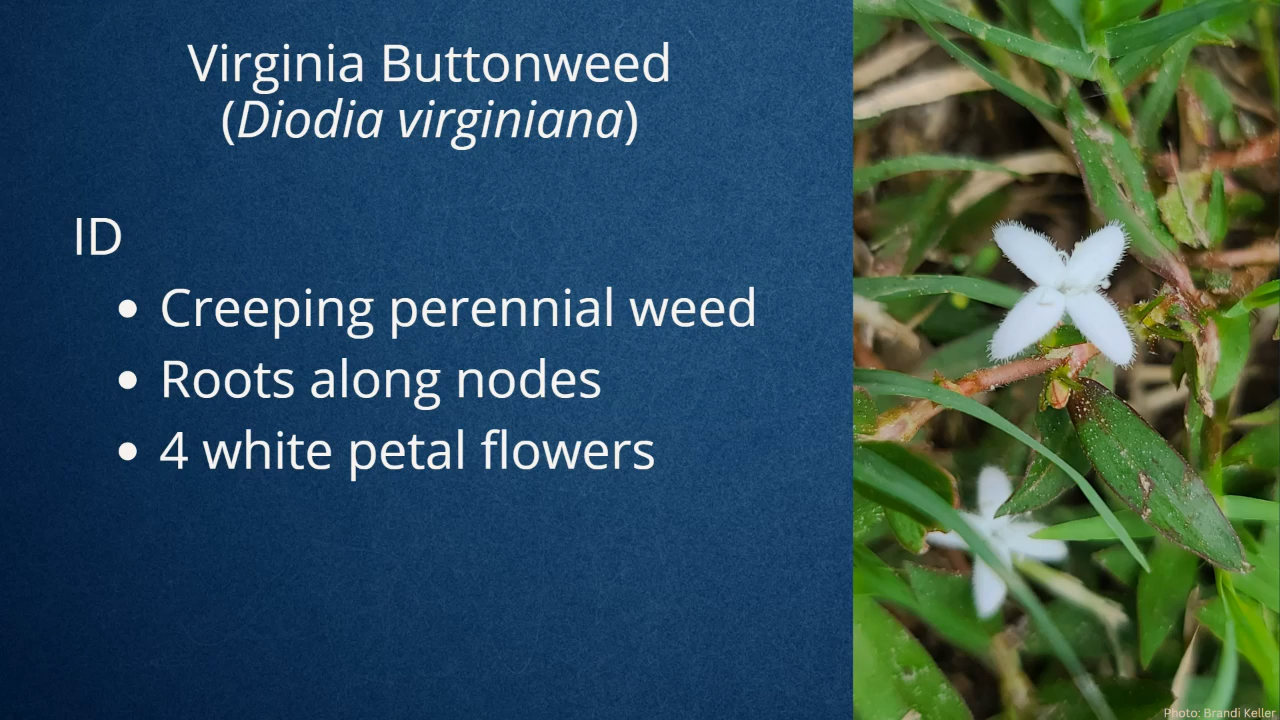 Virginia Buttonweed
(Diodia virginiana)
ID
• Creeping perennial weed
• Roots along nodes
• 4 white petal flowers
Photo: Brandi Keller